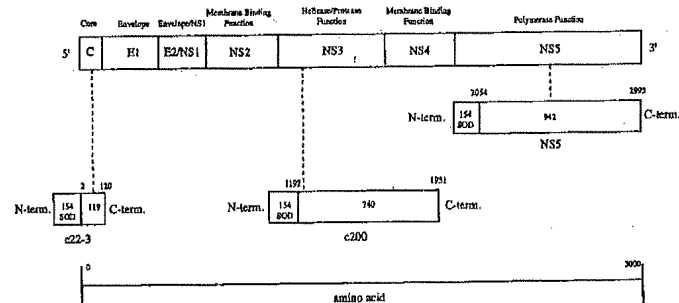 Core Envelope Envelope/NS1 Membrane Binding Function Helicase/Protease Function Membrane Binding Function Polymerase Function
5' C E1 E2/NS1 NS2 NS3 NS4 NS5 3'
2054 2995
N-term. 154 SOD 942 C-term.
NS5
2 120
N-term. 154 SOD 119 C-term.
c22-3
1192 1931
N-term. 154 SOD 740 C-term.
c200
0 3000
amino acid